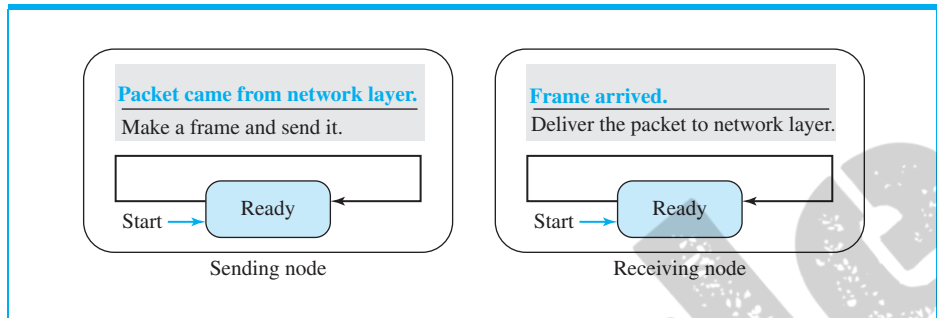 Packet came from network layer.
Make a frame and send it.
Start
Ready
Sending node
Frame arrived.
Deliver the packet to network layer.
Start
Ready
Receiving node